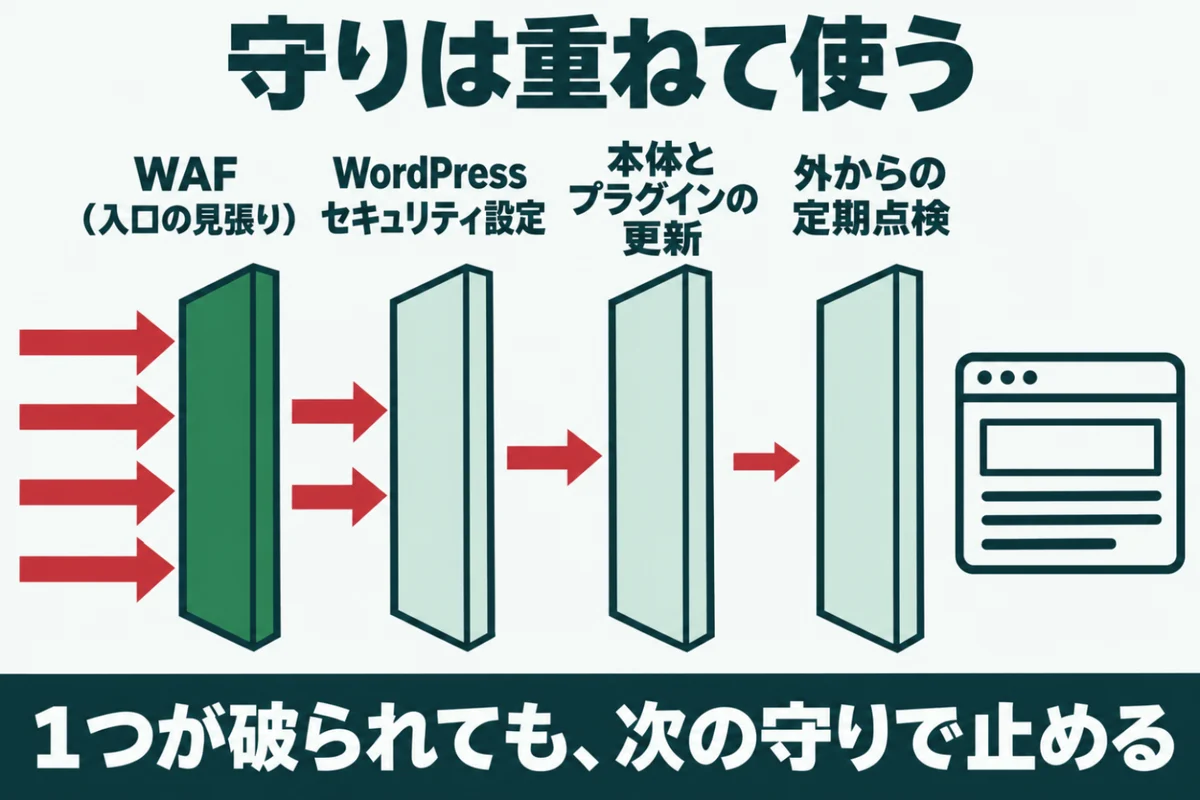 守りは重ねて使う
WAF
（入口の見張り）
WordPress
セキュリティ設定
本体と
プラグインの
更新
外からの
定期点検
1つが破られても、次の守りで止める